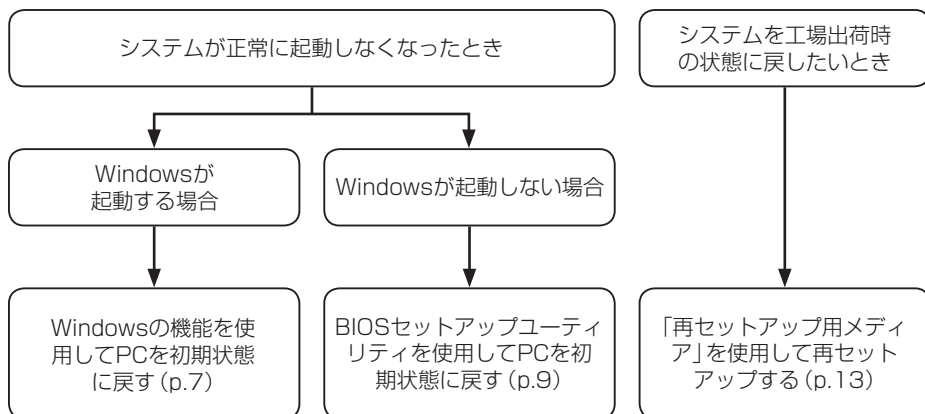 システムが正常に起動しなくなったとき
システムを工場出荷時
の状態に戻したいとき
Windowsが
起動する場合
Windowsが起動しない場合
Windowsの機能を使
用してPCを初期状態
に戻す(p.7)
BIOSセットアップユーティ
リティを使用してPCを初
期状態に戻す(p.9)
「再セットアップ用メディ
ア」を使用して再セット
アップする(p.13)